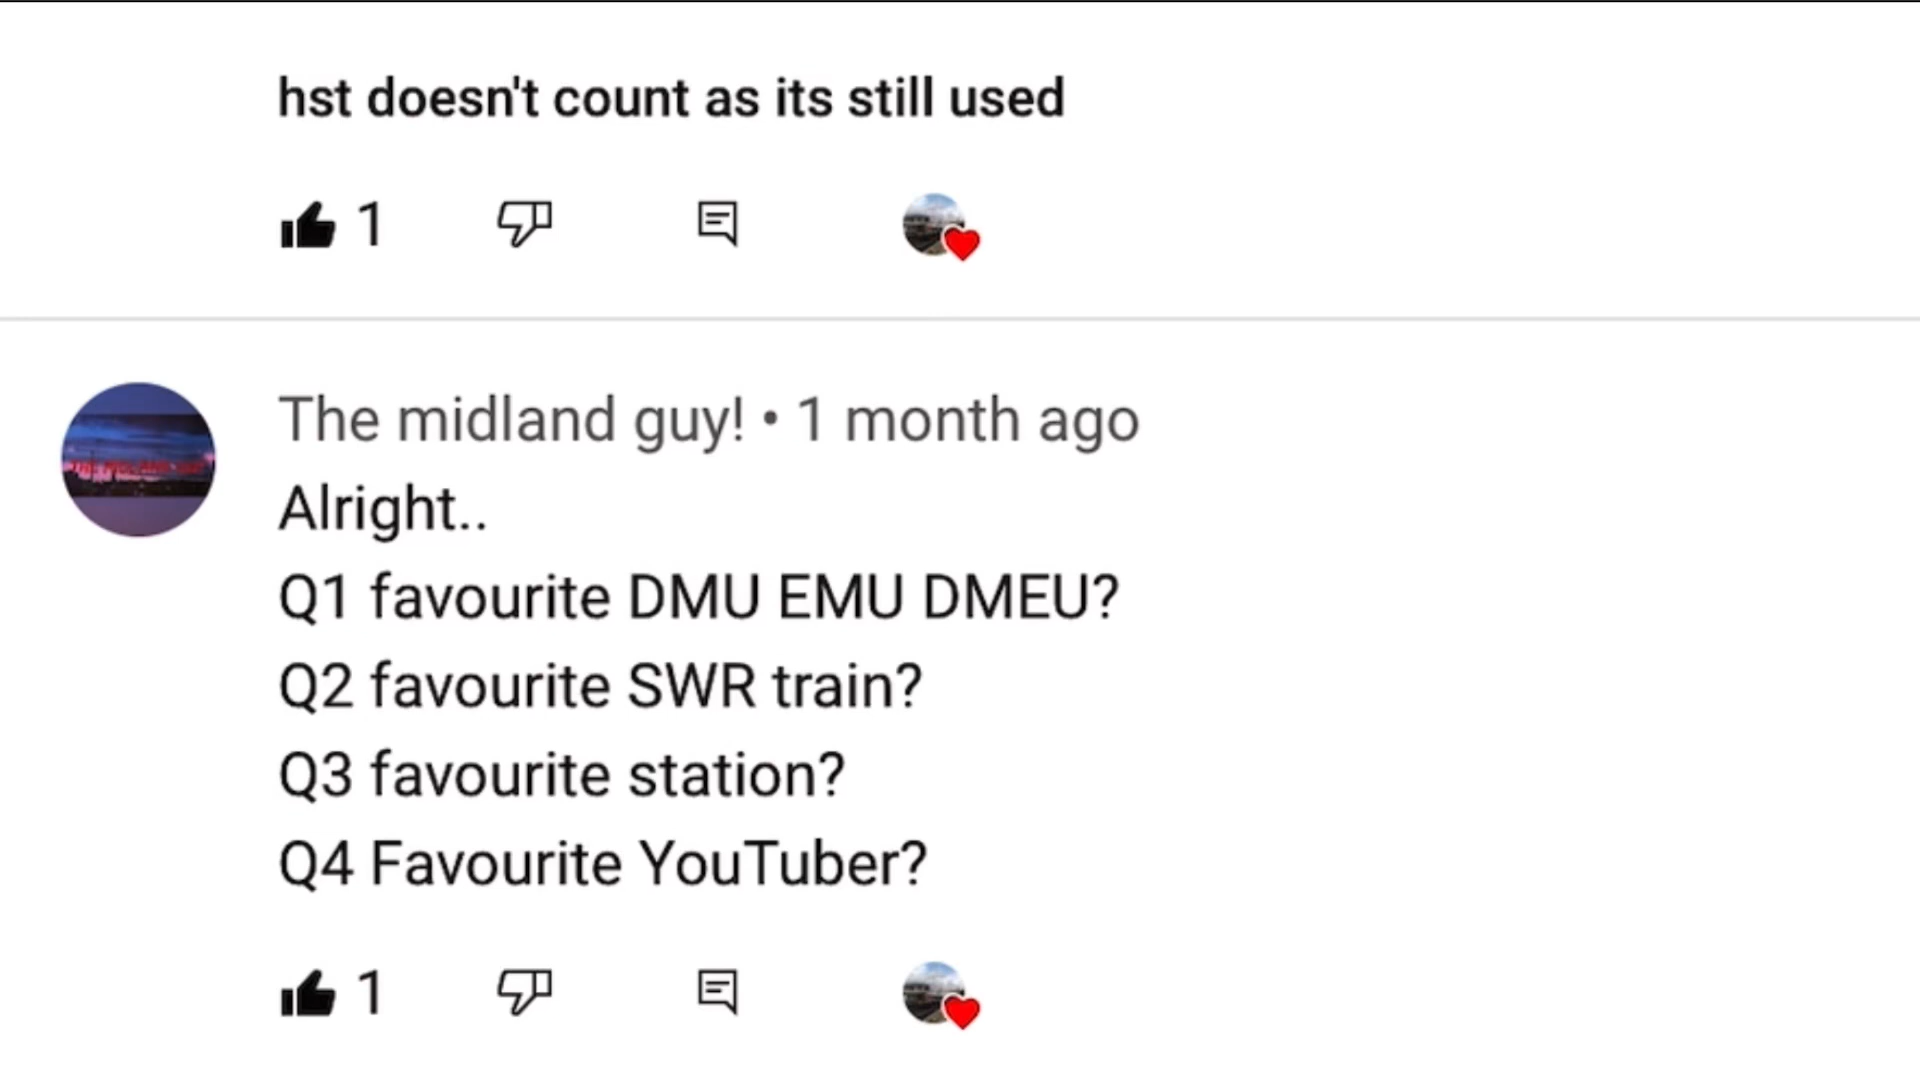 hst doesn't count as its still used
1
The midland guy! • 1 month ago
Alright..
Q1 favourite DMU EMU DMEU?
Q2 favourite SWR train?
Q3 favourite station?
Q4 Favourite YouTuber?
1